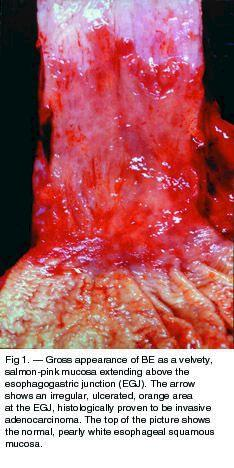 Fig 1. — Gross appearance of BE as a velvety,
salmon-pink mucosa extending above the
esophagogastric junction (EGJ). The arrow
shows an irregular, ulcerated, orange area
at the EGJ, histologically proven to be invasive
adenocarcinoma. The top of the picture shows
the normal, pearly white esophageal squamous
mucosa.